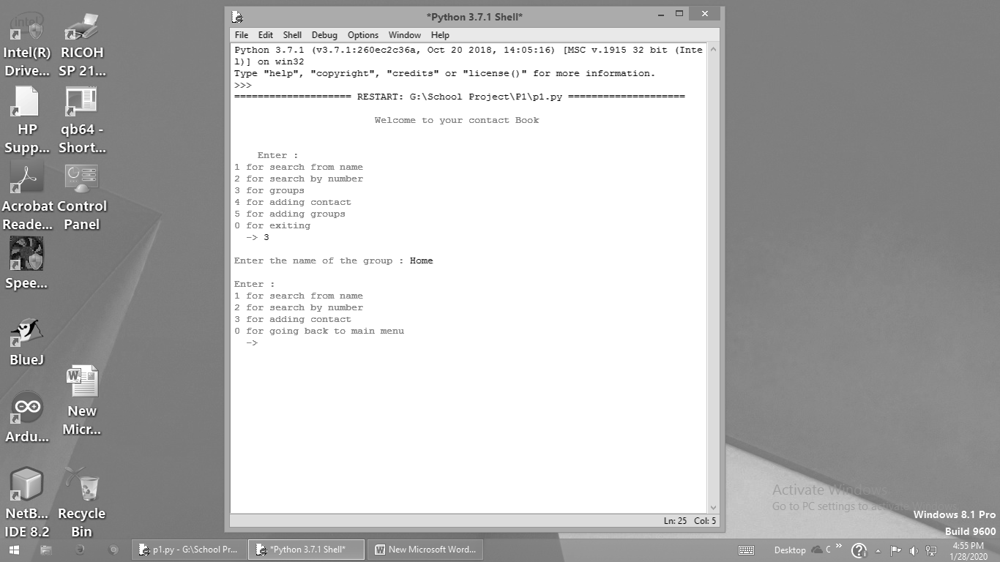 *Python 3.7.1 Shell*
File Edit Shell Debug Options Window Help
Python 3.7.1 (v3.7.1:260ec2c36a, Oct 20 2018, 14:05:16) [MSC v.1915 32 bit (Inte
l)] on win32
Type "help", "copyright", "credits" or "license()" for more information.
>>>
==================== RESTART: G:\School Project\P1\p1.py ====================
Welcome to your contact Book
Enter :
1 for search from name
2 for search by number
3 for groups
4 for adding contact
5 for adding groups
0 for exiting
-> 3
Enter the name of the group : Home
Enter :
1 for search from name
2 for search by number
3 for adding contact
0 for going back to main menu
->
Ln: 25 Col: 5
Intel(R)
Drive...
RICOH
SP 21...
HP
Supp...
qb64 -
Short...
Acrobat
Reade...
Control
Panel
Spee...
BlueJ
New
Micr...
Ardu...
NetB...
IDE 8.2
Recycle
Bin
Activate Windows
Go to PC settings to activate Windows.
Windows 8.1 Pro
Build 9600
p1.py - G:\School Pr...
*Python 3.7.1 Shell*
New Microsoft Word...
Desktop
C
4:55 PM
1/28/2020